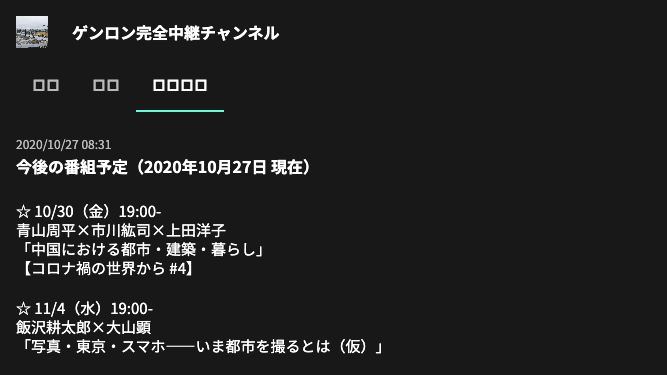 ゲンロン完全中継チャンネル
2020/10/27 08:31
今後の番組予定（2020年10月27日 現在）
☆ 10/30（金）19:00-
青山周平×市川紘司×上田洋子
「中国における都市・建築・暮らし」
【コロナ禍の世界から #4】
☆ 11/4（水）19:00-
飯沢耕太郎×大山顕
「写真・東京・スマホ——いま都市を撮るとは（仮）」